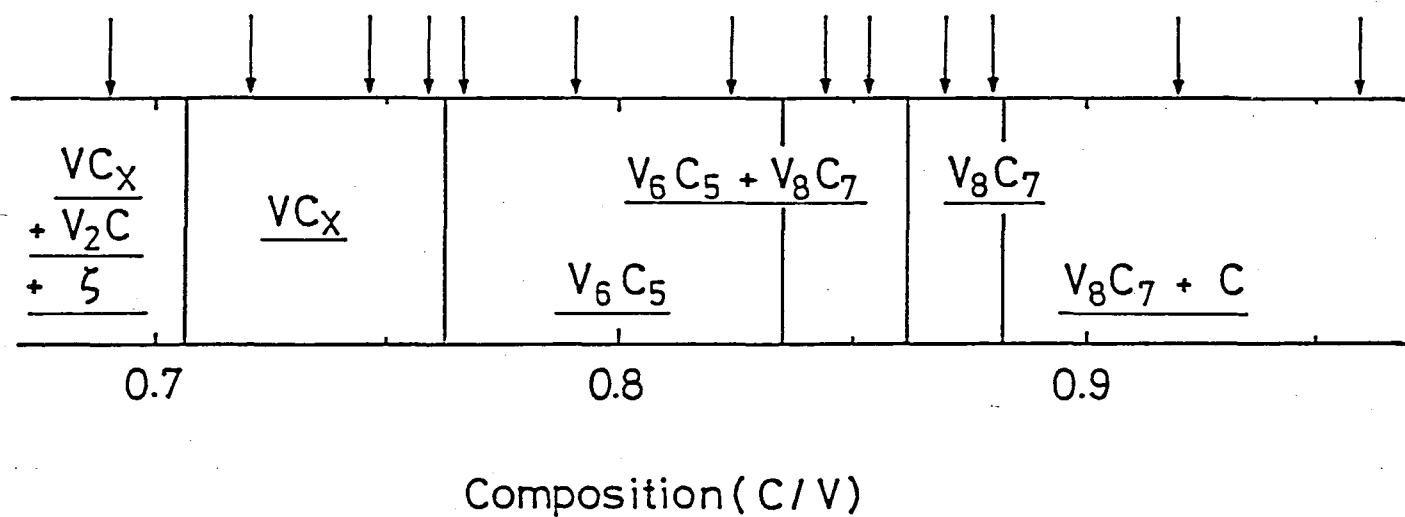 VCx
+ V2C
+ ζ
VCx
V6C5 + V8C7
V6C5
V8C7
V8C7 + C
0.7
0.8
0.9
Composition(C/V)